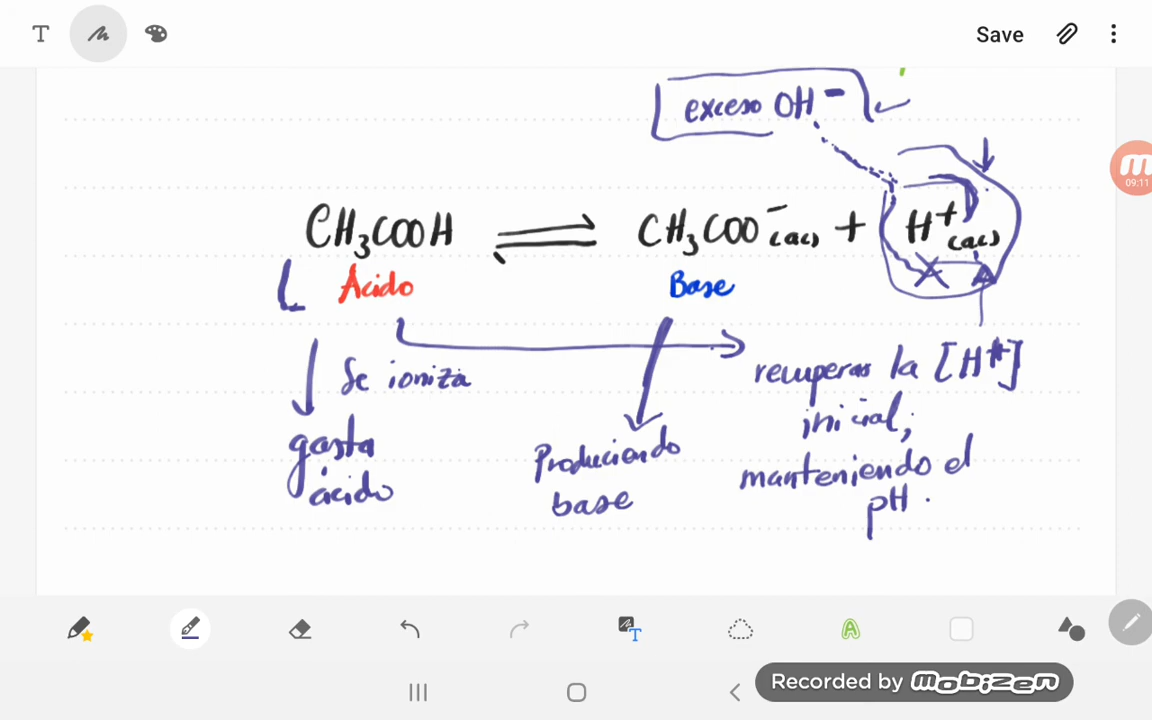 T
Save
exceso OH⁻
09:11
CH₃COOH ⇌ CH₃COO⁻(ac) + H⁺(ac)
Ácido
Base
Se ioniza
gasta
ácido
Produciendo
base
recuperas la [H⁺]
inicial;
manteniendo el
pH.
T
A
Recorded by mobizen